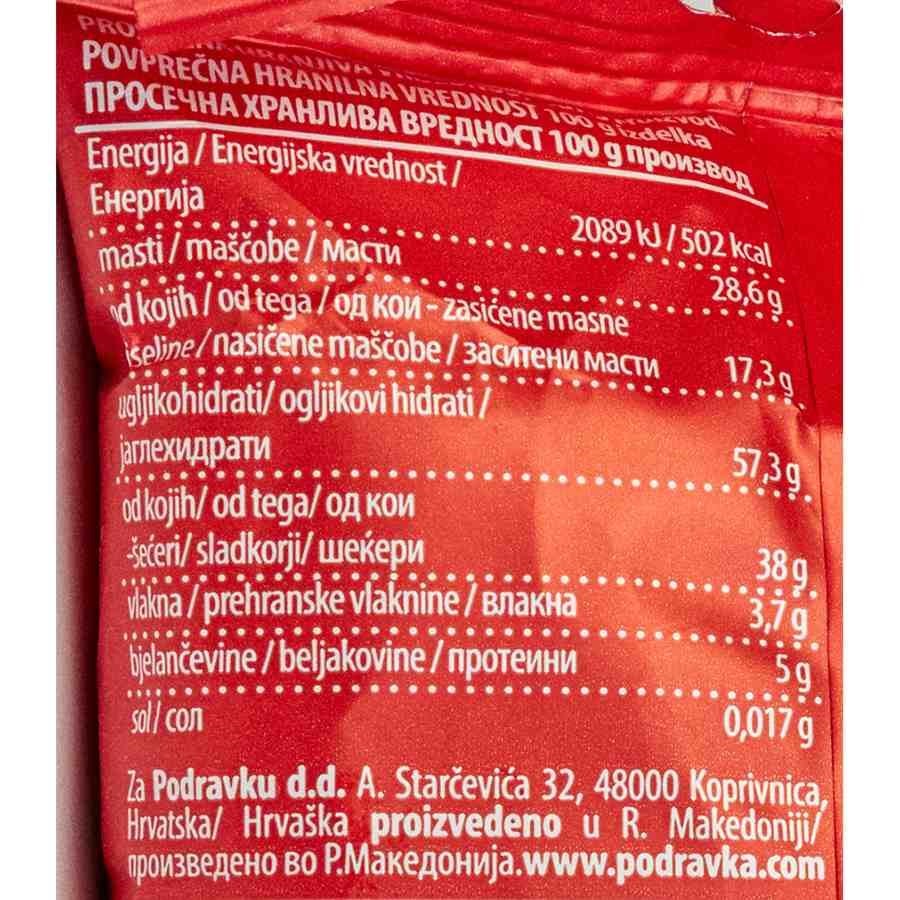 POVPREČNA HRANILNA VREDNOST 100 g izdelka
ПРОСЕЧНА ХРАНЛИВА ВРЕДНОСТ 100 g производ
Energija / Energijska vrednost /
Енергија
2089 kJ / 502 kcal
masti / maščobe / масти
28,6 g
od kojih / od tega / од кои - zasićene masne
iseline / nasičene maščobe / заситени масти 17,3 g
ugljikohidrati/ ogljikovi hidrati /
јаглехидрати 57,3 g
od kojih/ od tega/ од кои
-šećeri/ sladkorji/ шеќери 38 g
vlakna / prehranske vlaknine / влакна 3,7 g
bjelančevine / beljakovine / протеини 5 g
sol / сол 0,017 g
Za Podravku d.d. A. Starčevića 32, 48000 Koprivnica,
Hrvatska/ Hrvaška proizvedeno u R. Makedoniji/
произведено во Р.Македонија.www.podravka.com